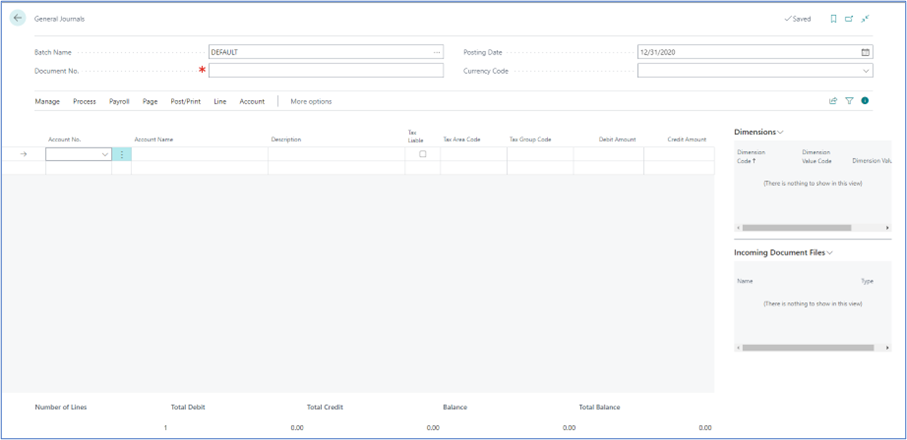 General Journals
Saved
Batch Name
DEFAULT
Posting Date
12/31/2020
Document No.
*
Currency Code
Manage Process Payroll Page Post/Print Line Account More options
Account No. Account Name Description Tax Liable Tax Area Code Tax Group Code Debit Amount Credit Amount
Dimensions
Dimension Code ↑ Dimension Value Code Dimension Valu
(There is nothing to show in this view)
Incoming Document Files
Name Type
(There is nothing to show in this view)
Number of Lines Total Debit Total Credit Balance Total Balance
1 0.00 0.00 0.00 0.00